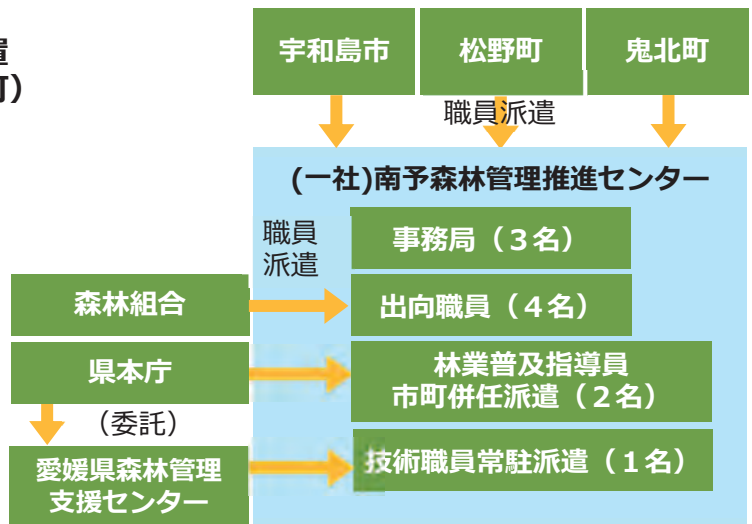 置
町）
宇和島市
松野町
鬼北町
職員派遣
(一社)南予森林管理推進センター
職員
派遣
事務局（３名）
森林組合
出向職員（４名）
県本庁
林業普及指導員
市町併任派遣（２名）
（委託）
愛媛県森林管理
支援センター
技術職員常駐派遣（１名）